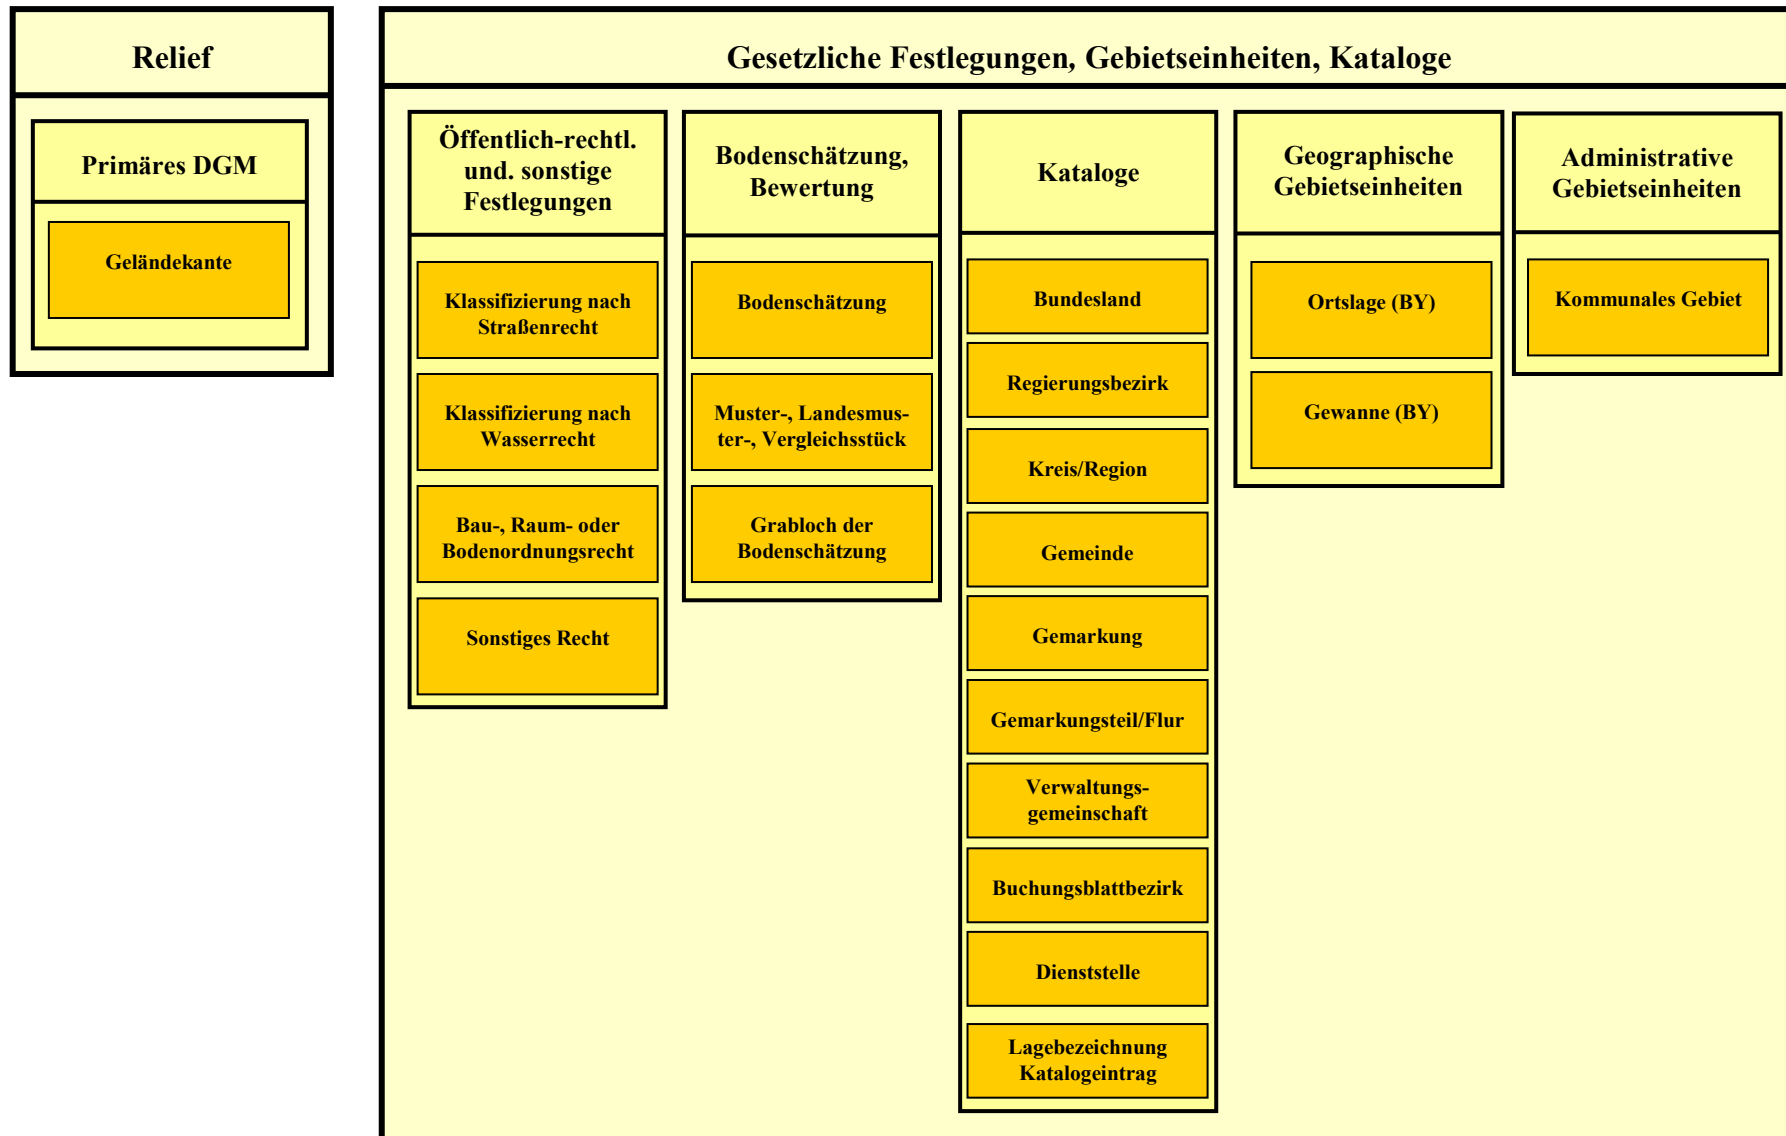 Relief
Primäres DGM
Geländekante
Gesetzliche Festlegungen, Gebietseinheiten, Kataloge
Öffentlich-rechtl.
und. sonstige
Festlegungen
Klassifizierung nach
Straßenrecht
Klassifizierung nach
Wasserrecht
Bau-, Raum- oder
Bodenordnungsrecht
Sonstiges Recht
Bodenschätzung,
Bewertung
Bodenschätzung
Muster-, Landesmus-
ter-, Vergleichsstück
Grabloch der
Bodenschätzung
Kataloge
Bundesland
Regierungsbezirk
Kreis/Region
Gemeinde
Gemarkung
Gemarkungsteil/Flur
Verwaltungs-
gemeinschaft
Buchungsblattbezirk
Dienststelle
Lagebezeichnung
Katalogeintrag
Geographische
Gebietseinheiten
Ortslage (BY)
Gewanne (BY)
Administrative
Gebietseinheiten
Kommunales Gebiet